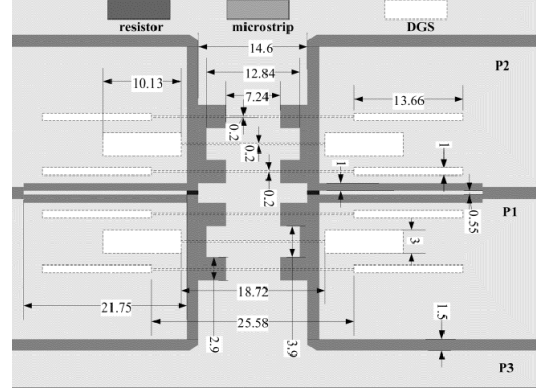 resistor microstrip DGS
14.6
P2
12.84
10.13 7.24 13.66
0.2
0.2 1
1
0.2 0.55
P1
3
21.75 18.72
25.58
2.9 3.9 1.5
P3